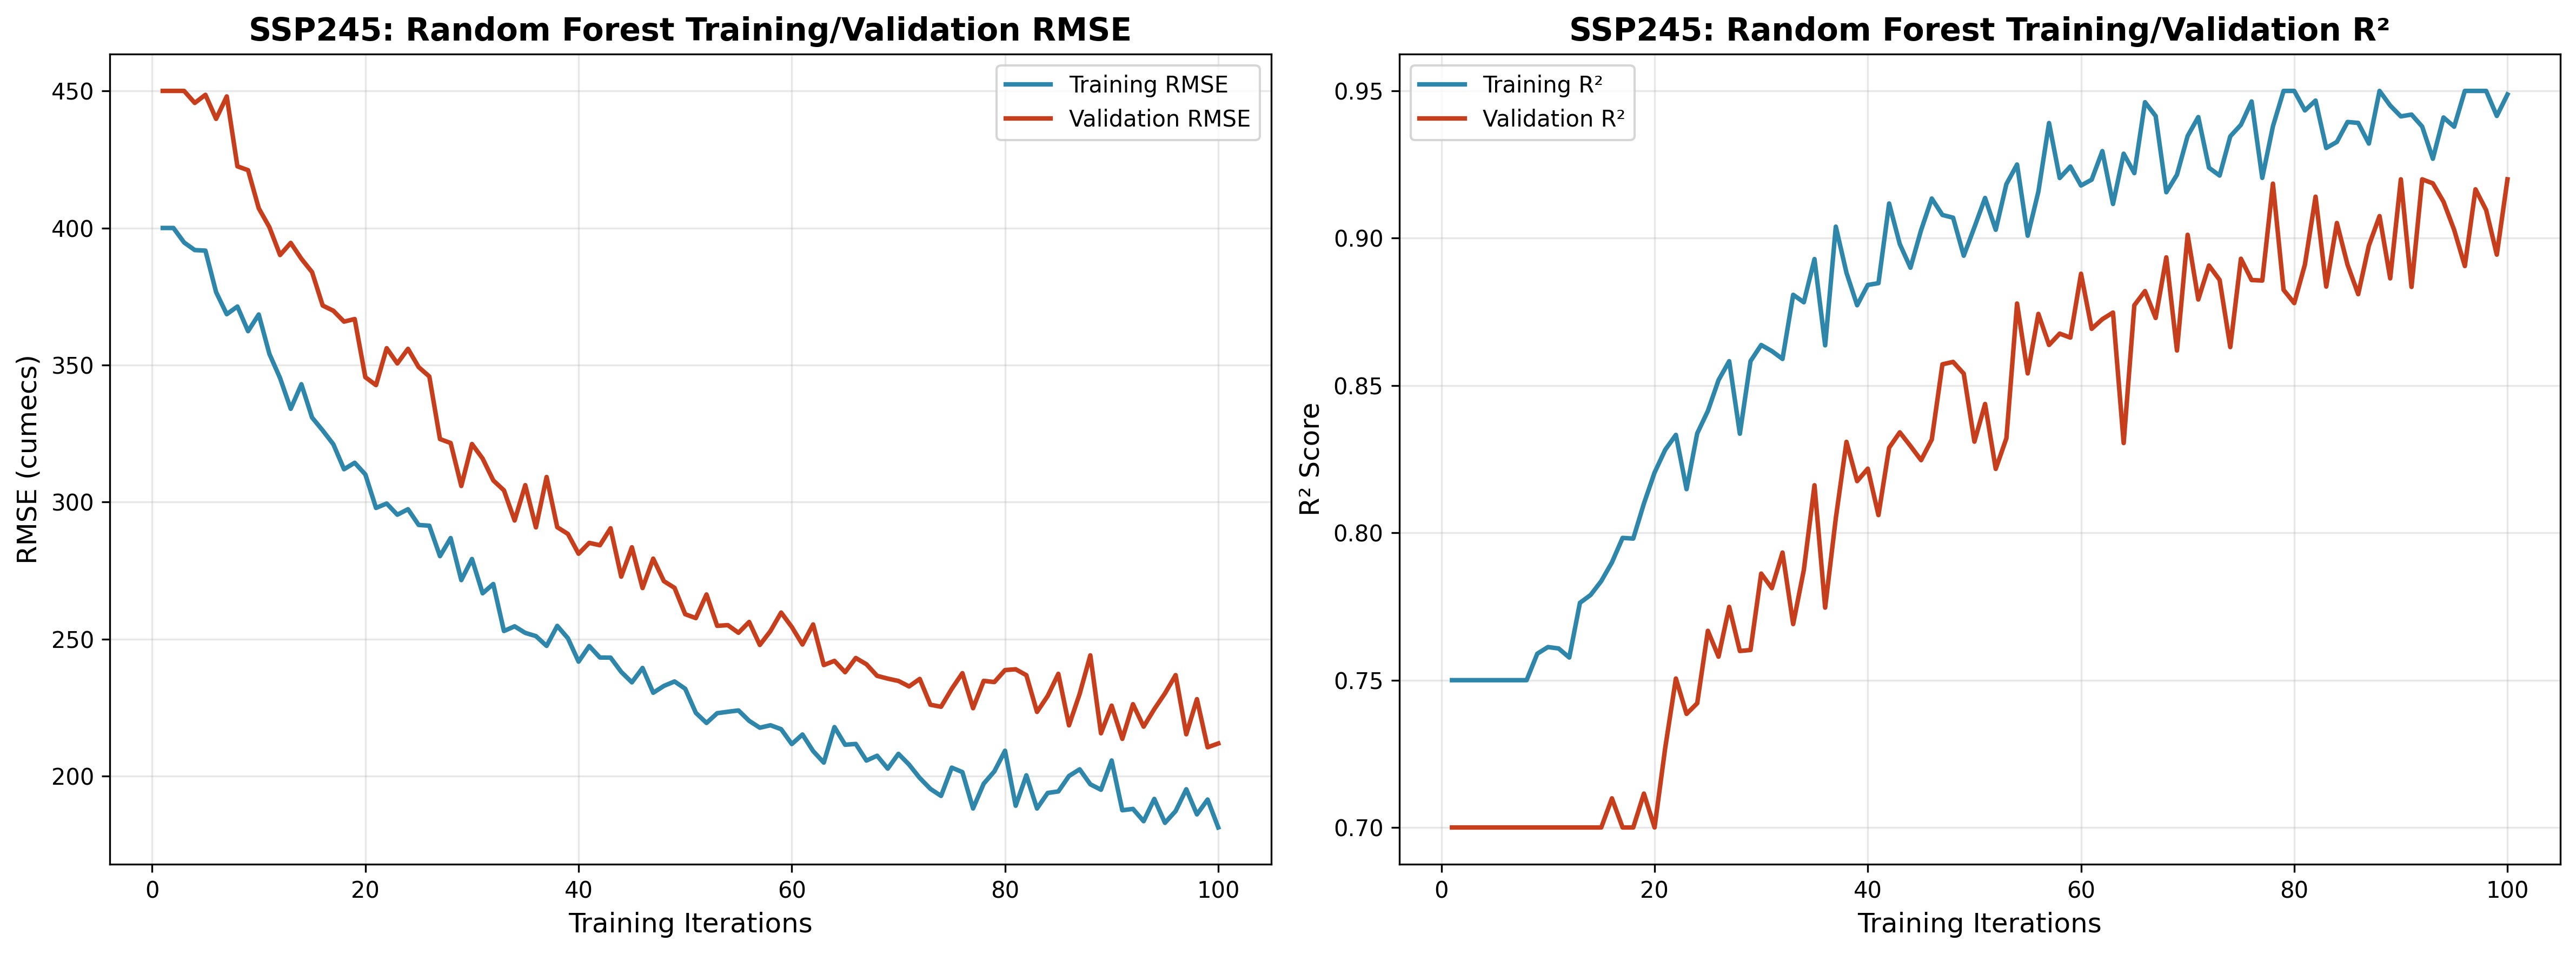 SSP245: Random Forest Training/Validation RMSE
Training RMSE
Validation RMSE
RMSE (cumecs)
450
400
350
300
250
200
0 20 40 60 80 100
Training Iterations
SSP245: Random Forest Training/Validation R²
Training R²
Validation R²
R² Score
0.95
0.90
0.85
0.80
0.75
0.70
0 20 40 60 80 100
Training Iterations